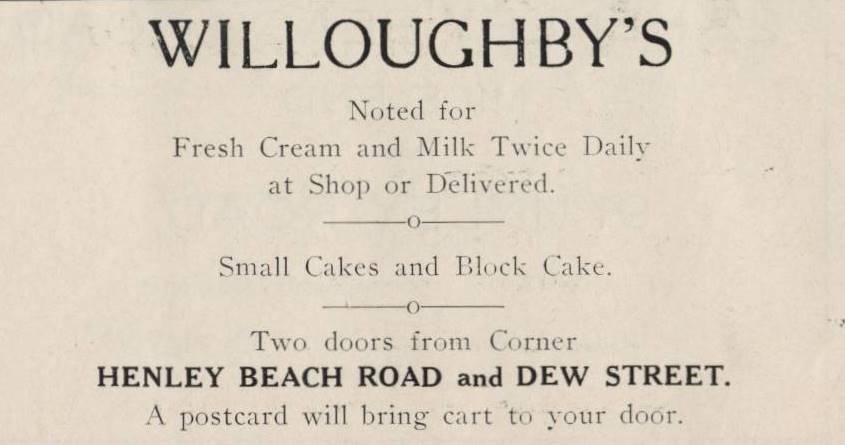 WILLOUGHBY'S
Noted for
Fresh Cream and Milk Twice Daily
at Shop or Delivered.
Small Cakes and Block Cake.
Two doors from Corner
HENLEY BEACH ROAD and DEW STREET.
A postcard will bring cart to your door.